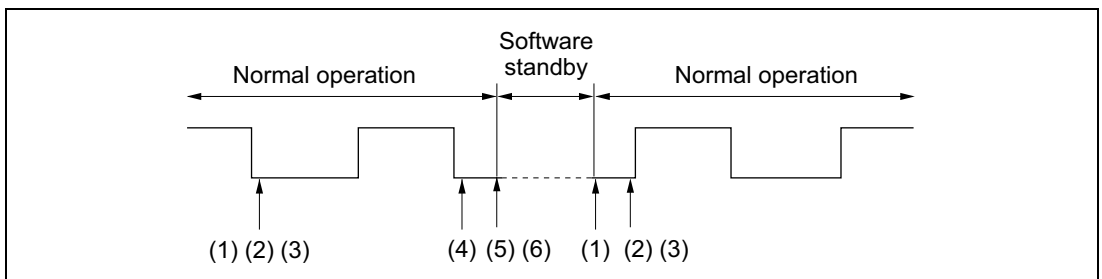 Software
standby
Normal operation
Normal operation
(1) (2) (3)
(4)
(5) (6)
(1)
(2) (3)